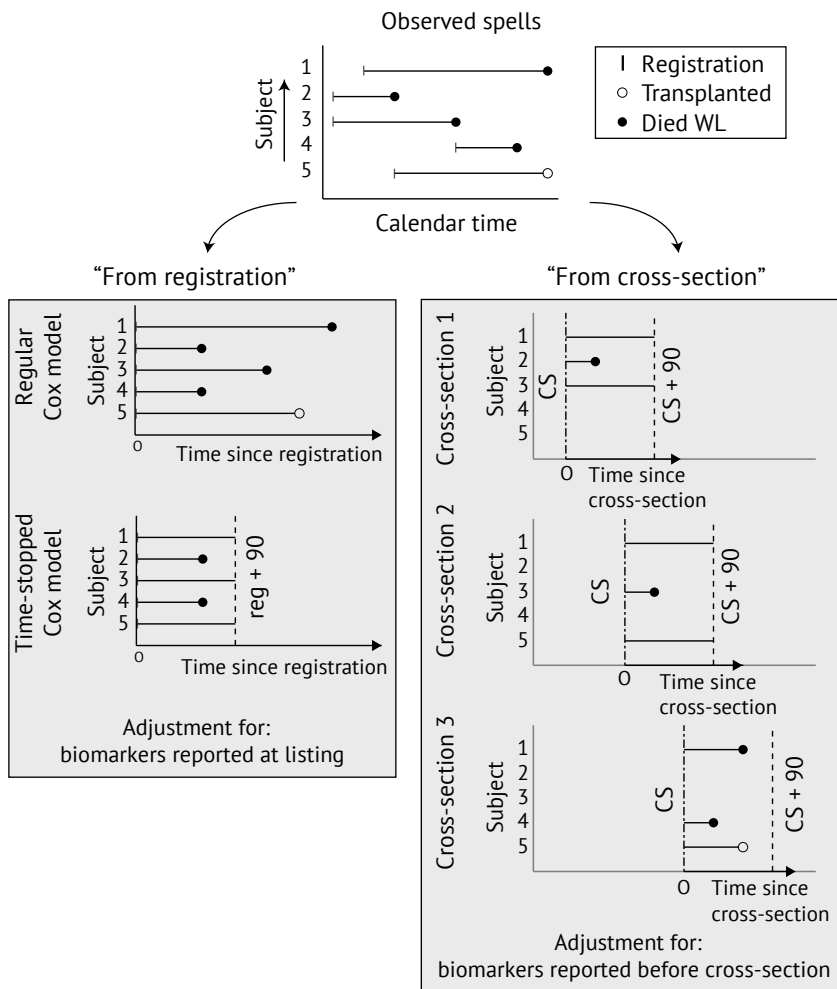 Observed spells
Subject
1
2
3
4
5
Calendar time
Registration
Transplanted
Died WL
“From registration”
Regular
Cox model
Subject
1
2
3
4
5
0
Time since registration
Time-stopped
Cox model
Subject
1
2
3
4
5
reg + 90
0
Time since registration
Adjustment for:
biomarkers reported at listing
“From cross-section”
Cross-section 1
Subject
1
2
3
4
5
CS
CS + 90
0
Time since
cross-section
Cross-section 2
Subject
1
2
3
4
5
CS
CS + 90
0
Time since
cross-section
Cross-section 3
Subject
1
2
3
4
5
CS
CS + 90
0
Time since
cross-section
Adjustment for:
biomarkers reported before cross-section